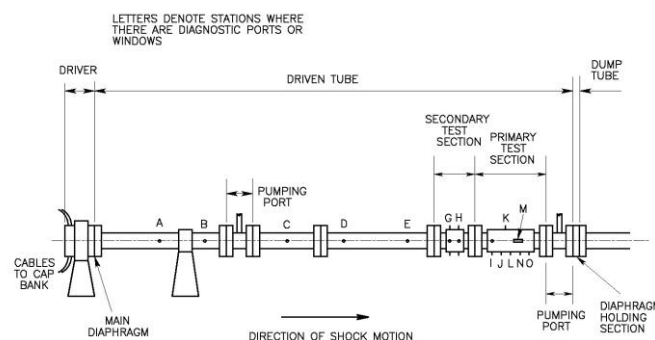 LETTERS DENOTE STATIONS WHERE
THERE ARE DIAGNOSTIC PORTS OR
WINDOWS
DRIVER
DRIVEN TUBE
DUMP
TUBE
SECONDARY
TEST
SECTION
PRIMARY
TEST
SECTION
PUMPING
PORT
A
B
C
D
E
G H
K
M
I J L N O
CABLES
TO CAP
BANK
MAIN
DIAPHRAGM
DIRECTION OF SHOCK MOTION
PUMPING
PORT
DIAPHRAGM
HOLDING
SECTION